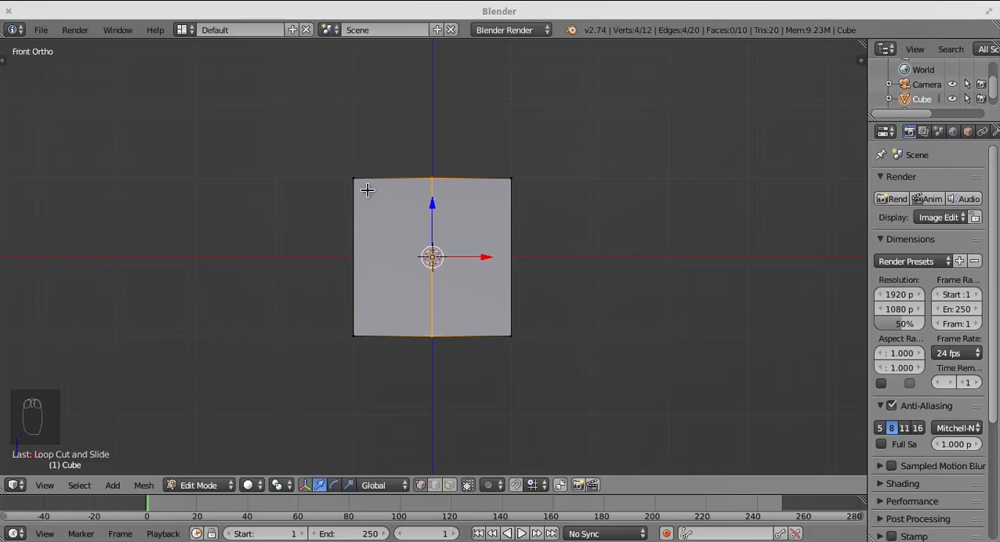 Blender
File Render Window Help Default Scene Blender Render v2.74 | Verts:4/12 | Edges:4/20 | Faces:0/10 | Tris:20 | Mem:9.23M | Cube
Front Ortho
View Search All Sc
World
Camera
Cube
Scene
Render
Rend Anim Audio
Display: Image Edit
Dimensions
Render Presets
Resolution: Frame Ra...
1920 p Start :1
1080 p En: 250
50% Fram: 1
Aspect Ra... Frame Rate:
: 1.000 24 fps
: 1.000 Time Rem...
1
Anti-Aliasing
5 8 11 16 Mitchell-N
Full Sa 1.000 p
Sampled Motion Blur
Shading
Performance
Post Processing
Stamp
Last: Loop Cut and Slide
(1) Cube
View Select Add Mesh Edit Mode Global
-40 -20 0 20 40 60 80 100 120 140 160 180 200 220 240 260 280
View Marker Frame Playback Start: 1 End: 250 1 No Sync